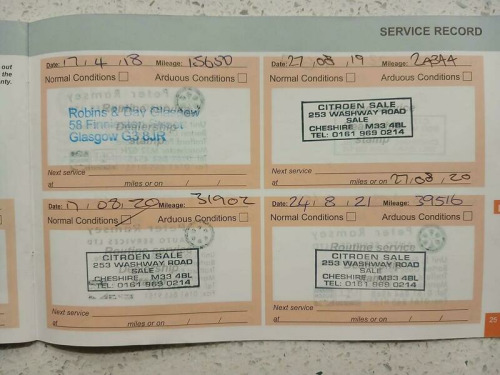 SERVICE RECORD
out
the
nty.
Date: 17/4/18 Mileage: 15650
Normal Conditions Arduous Conditions
Robins & Day Glasgow
58
Glasgow G3 8JR
Next service
at miles or on / /
Date: 27/08/19 Mileage:
Normal Conditions Arduous Conditions
CITROEN SALE
253 WASHWAY ROAD
SALE
CHESHIRE M33 4BL
TEL: 0161 969 0214
Next service
at miles or on 27/08/20
Date: 17/08/20 Mileage: 31902
Normal Conditions Arduous Conditions
CITROEN SALE
253 WASHWAY ROAD
SALE
CHESHIRE M33 4BL
TEL: 0161 969 0214
Next service
at miles or on / /
Date: 24/8/21 Mileage: 39516
Normal Conditions Arduous Conditions
Routine service
CITROEN SALE
253 WASHWAY ROAD
SALE
CHESHIRE M33 4BL
TEL: 0161 969 0214
Next service
at miles or on / /
25